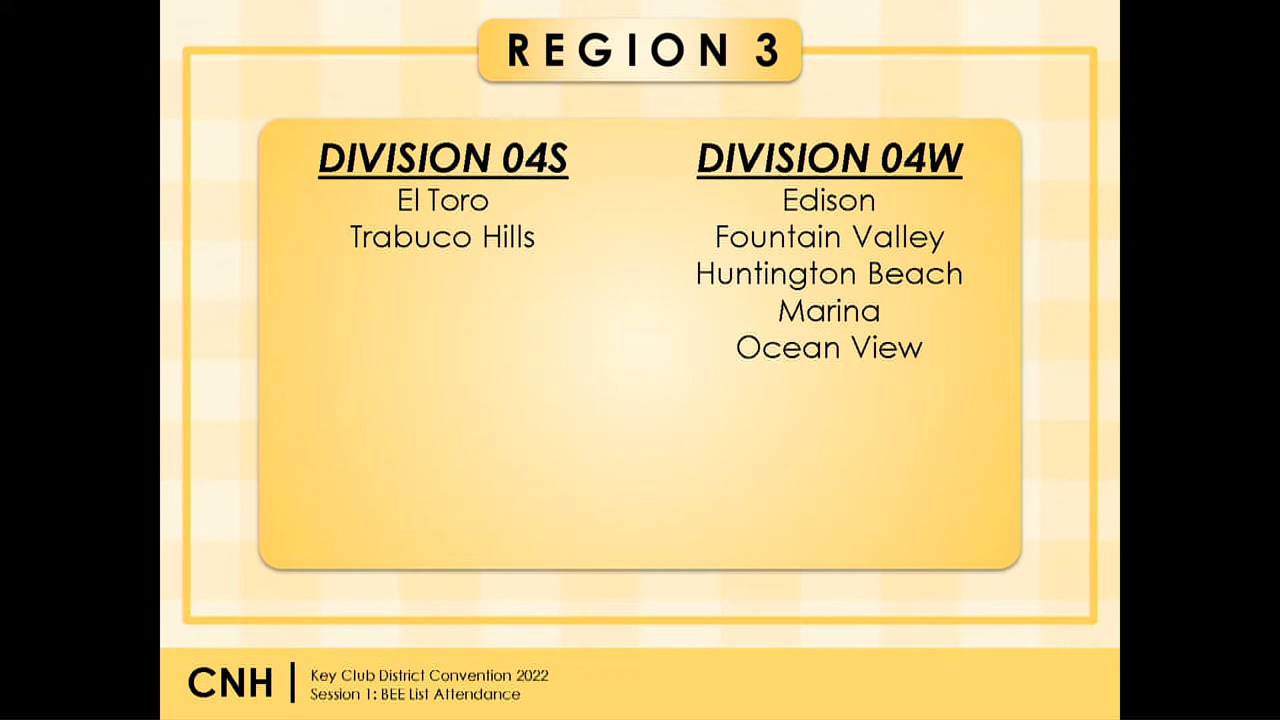 REGION 3
DIVISION 04S
El Toro
Trabuco Hills
DIVISION 04W
Edison
Fountain Valley
Huntington Beach
Marina
Ocean View
CNH
Key Club District Convention 2022
Session 1: BEE List Attendance